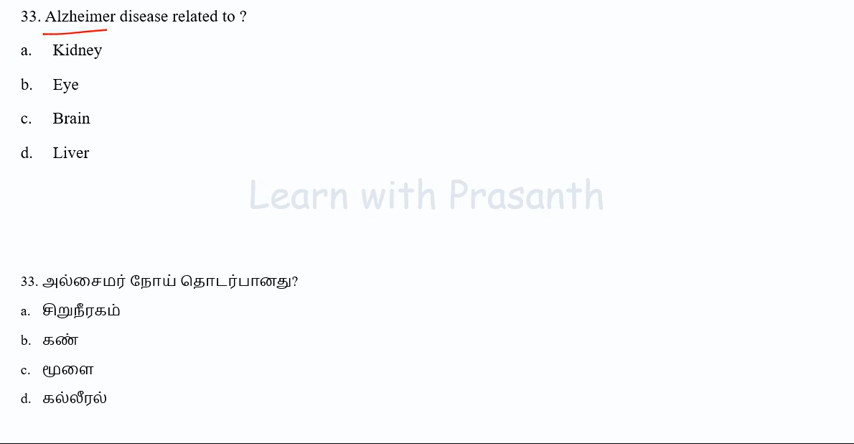 33. Alzheimer disease related to ?
a. Kidney
b. Eye
c. Brain
d. Liver
Learn with Prasanth
33. அல்சைமர் நோய் தொடர்பானது?
a. சிறுநீரகம்
b. கண்
c. மூளை
d. கல்லீரல்